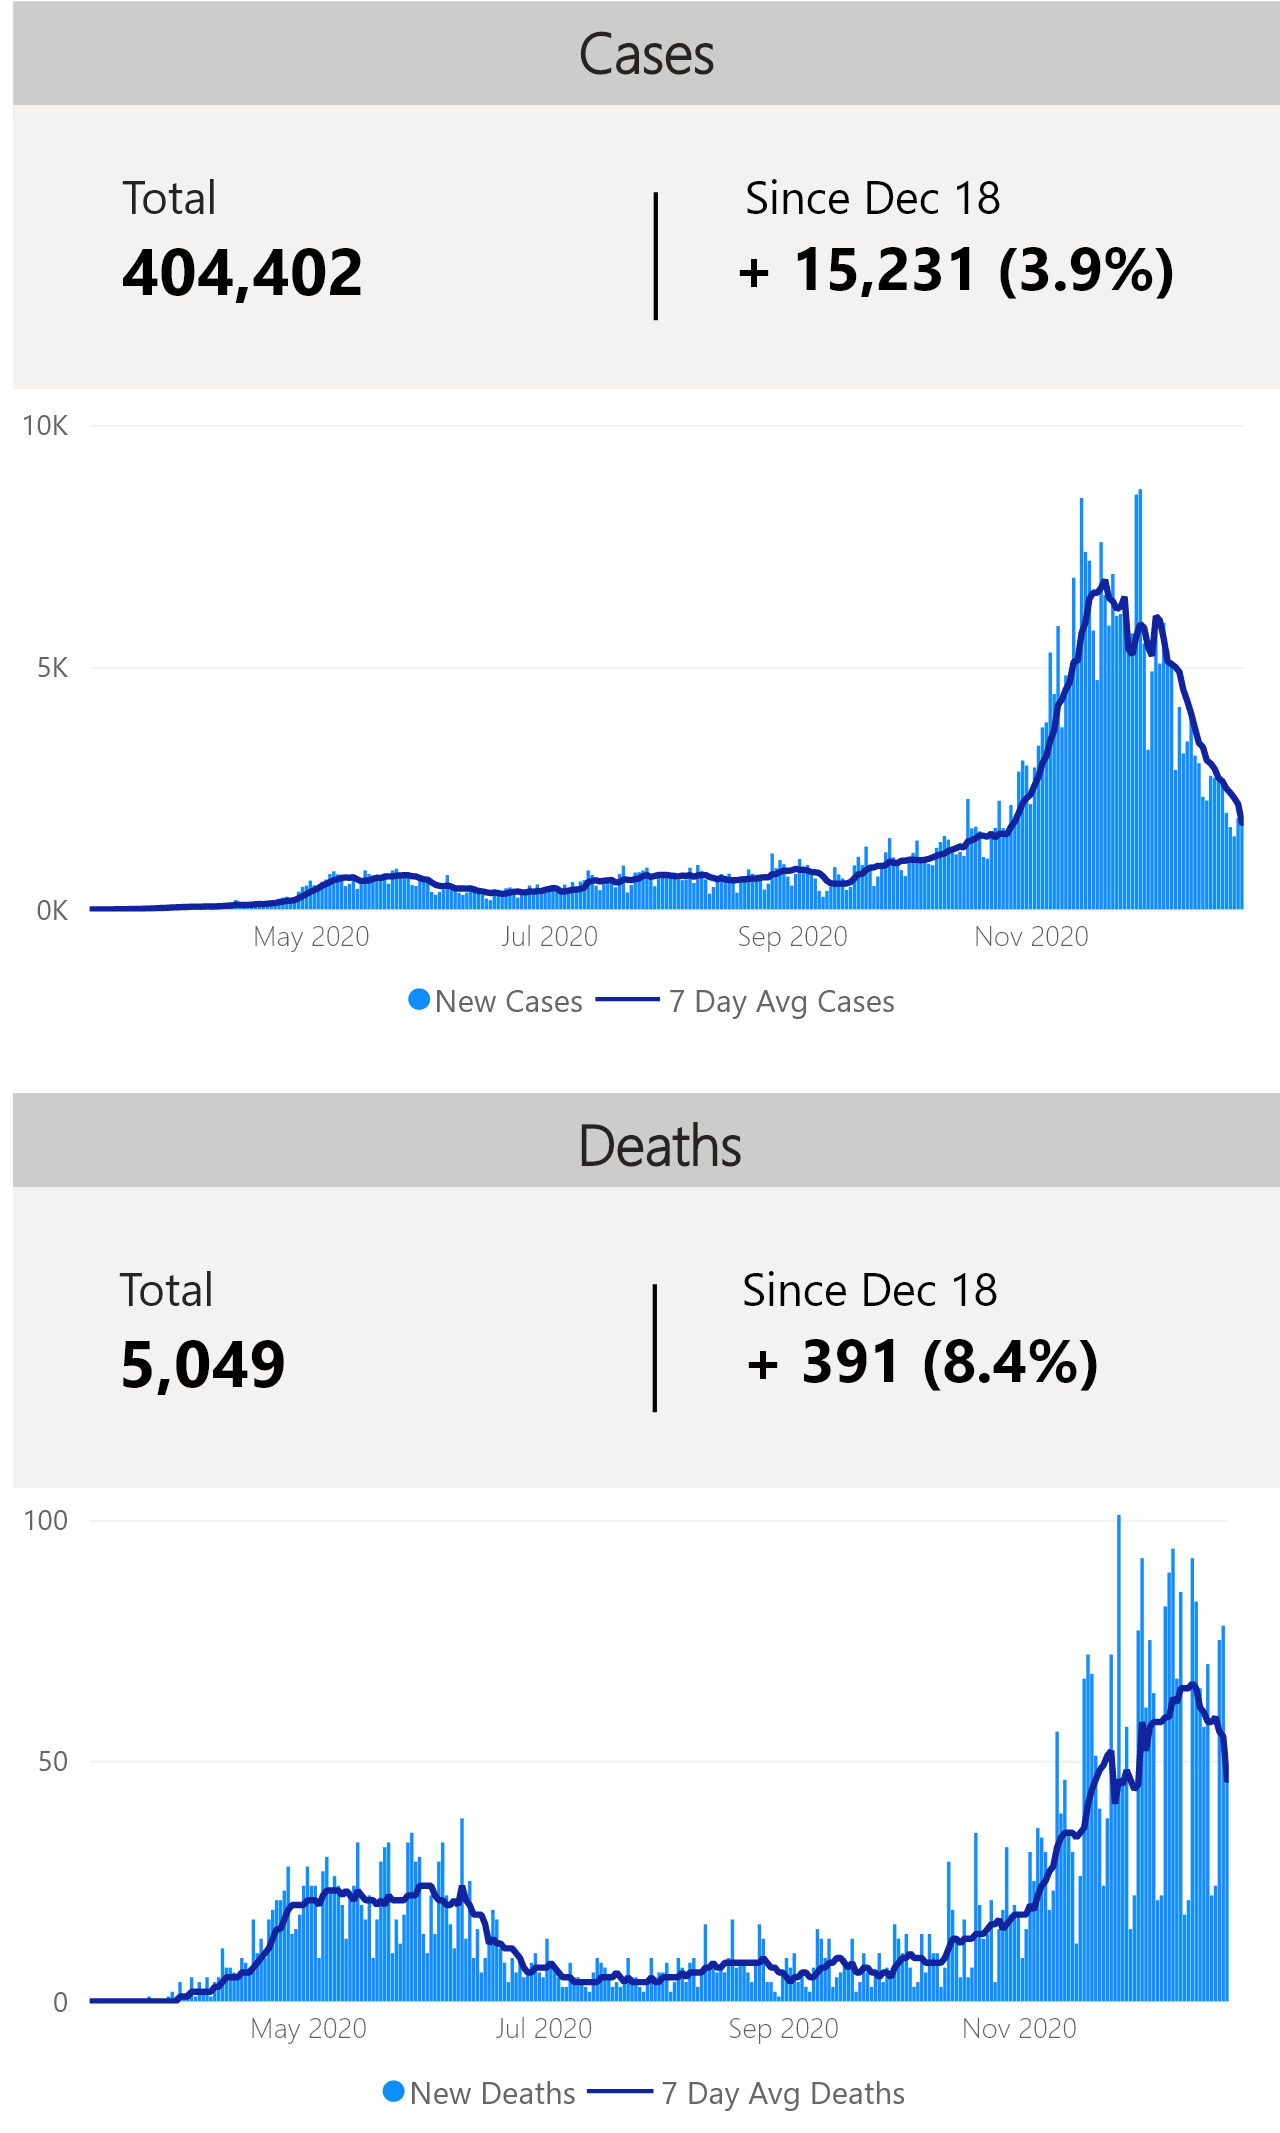 Cases
Total
Since Dec 18
404,402
+ 15,231 (3.9%)
10K
5K
0K
May 2020
Jul 2020
Sep 2020
Nov 2020
New Cases
7 Day Avg Cases
Deaths
Total
Since Dec 18
5,049
+ 391 (8.4%)
100
50
0
May 2020
Jul 2020
Sep 2020
Nov 2020
New Deaths
7 Day Avg Deaths